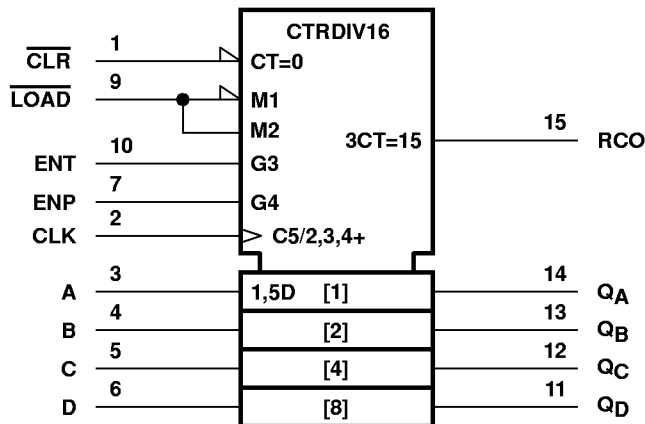 CTRDIV16
CLR 1 CT=0
LOAD 9 M1
M2
3CT=15 15 RCO
ENT 10 G3
ENP 7 G4
CLK 2 C5/2,3,4+
A 3 1,5D [1] 14 QA
B 4 [2] 13 QB
C 5 [4] 12 QC
D 6 [8] 11 QD